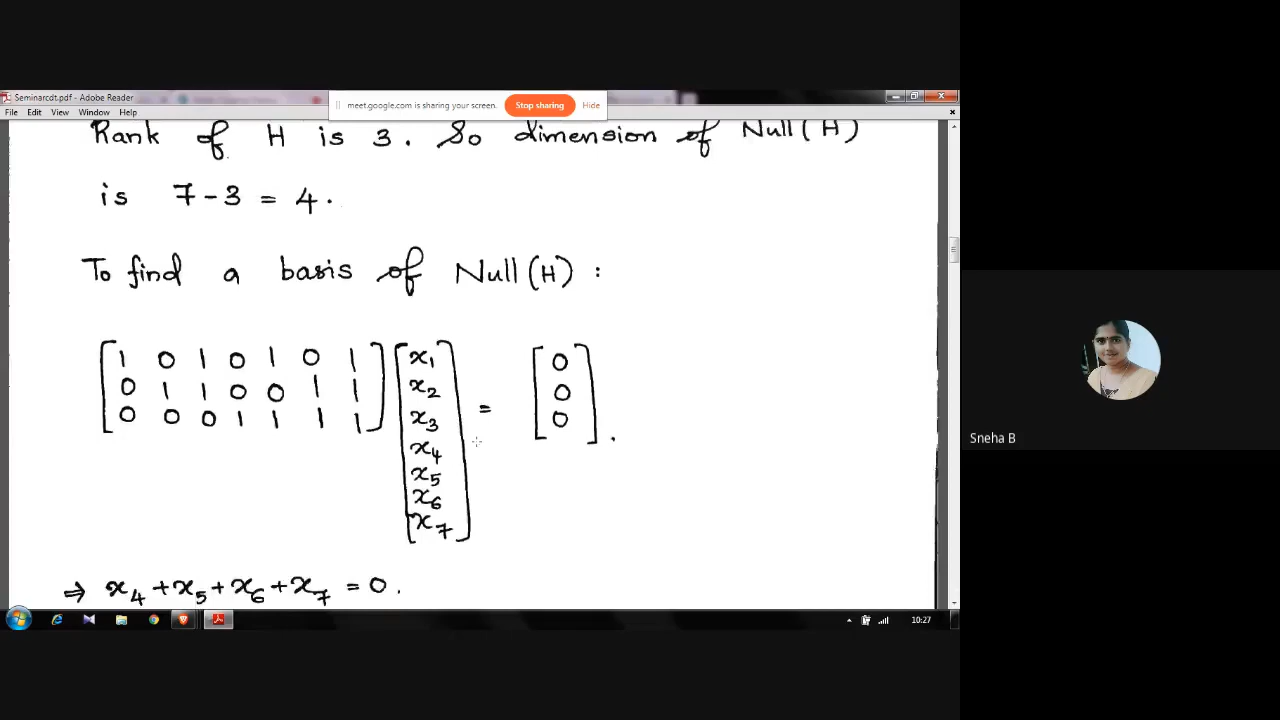 Seminarcdt.pdf - Adobe Reader
meet.google.com is sharing your screen. Stop sharing Hide
File Edit View Window Help
Rank of H is 3. So dimension of Null(H)
is 7-3 = 4.
To find a basis of Null(H) :
[ 1 0 1 0 1 0 1 ] [ x1 ] [ 0 ]
[ 0 1 1 0 0 1 1 ] [ x2 ] = [ 0 ]
[ 0 0 0 1 1 1 1 ] [ x3 ] [ 0 ] .
x4
x5
x6
x7
⇒ x4 + x5 + x6 + x7 = 0.
Sneha B
10:27